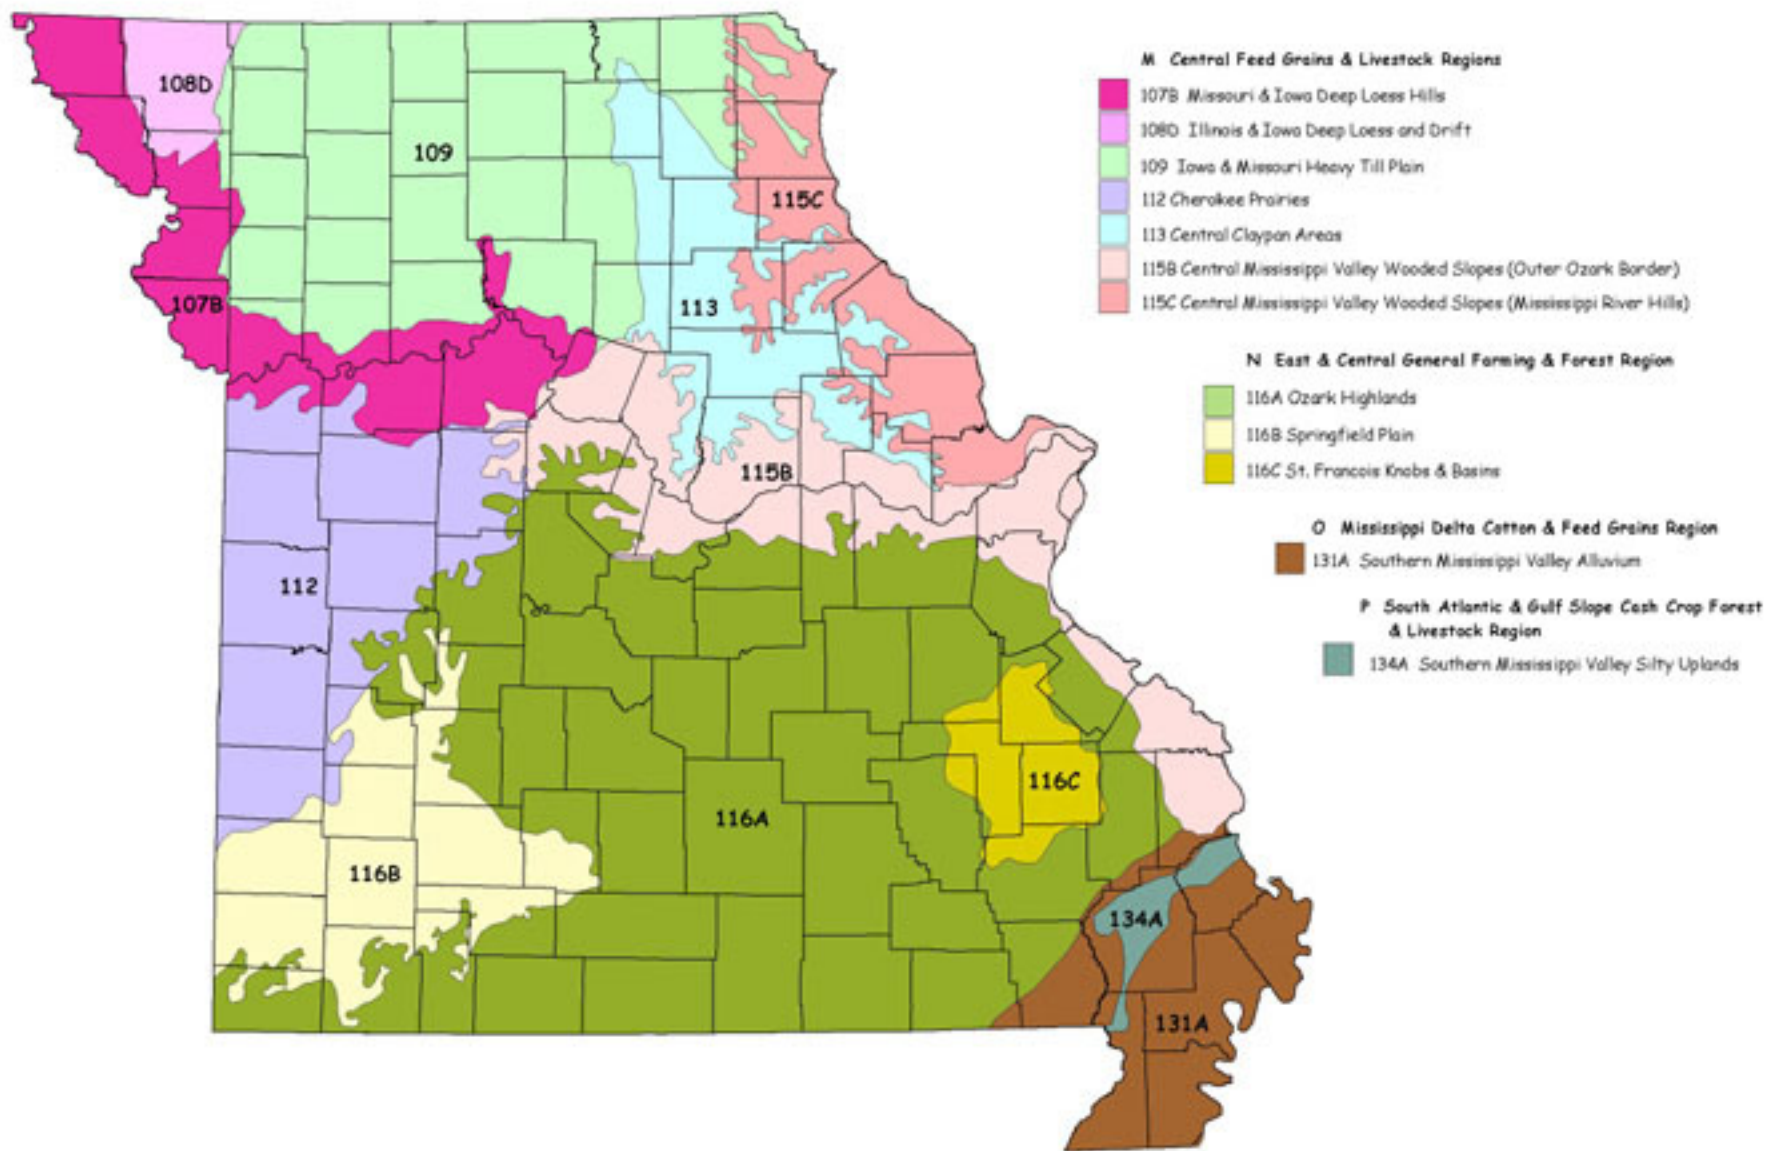 M Central Feed Grains & Livestock Regions
107B Missouri & Iowa Deep Loess Hills
108D Illinois & Iowa Deep Loess and Drift
109 Iowa & Missouri Heavy Till Plain
112 Cherokee Prairies
113 Central Claypan Areas
115B Central Mississippi Valley Wooded Slopes (Outer Ozark Border)
115C Central Mississippi Valley Wooded Slopes (Mississippi River Hills)
N East & Central General Farming & Forest Region
116A Ozark Highlands
116B Springfield Plain
116C St. Francois Knobs & Basins
O Mississippi Delta Cotton & Feed Grains Region
131A Southern Mississippi Valley Alluvium
P South Atlantic & Gulf Slope Cash Crop Forest
& Livestock Region
134A Southern Mississippi Valley Silty Uplands
108D
109
115C
107B
113
115B
112
116C
116A
116B
134A
131A